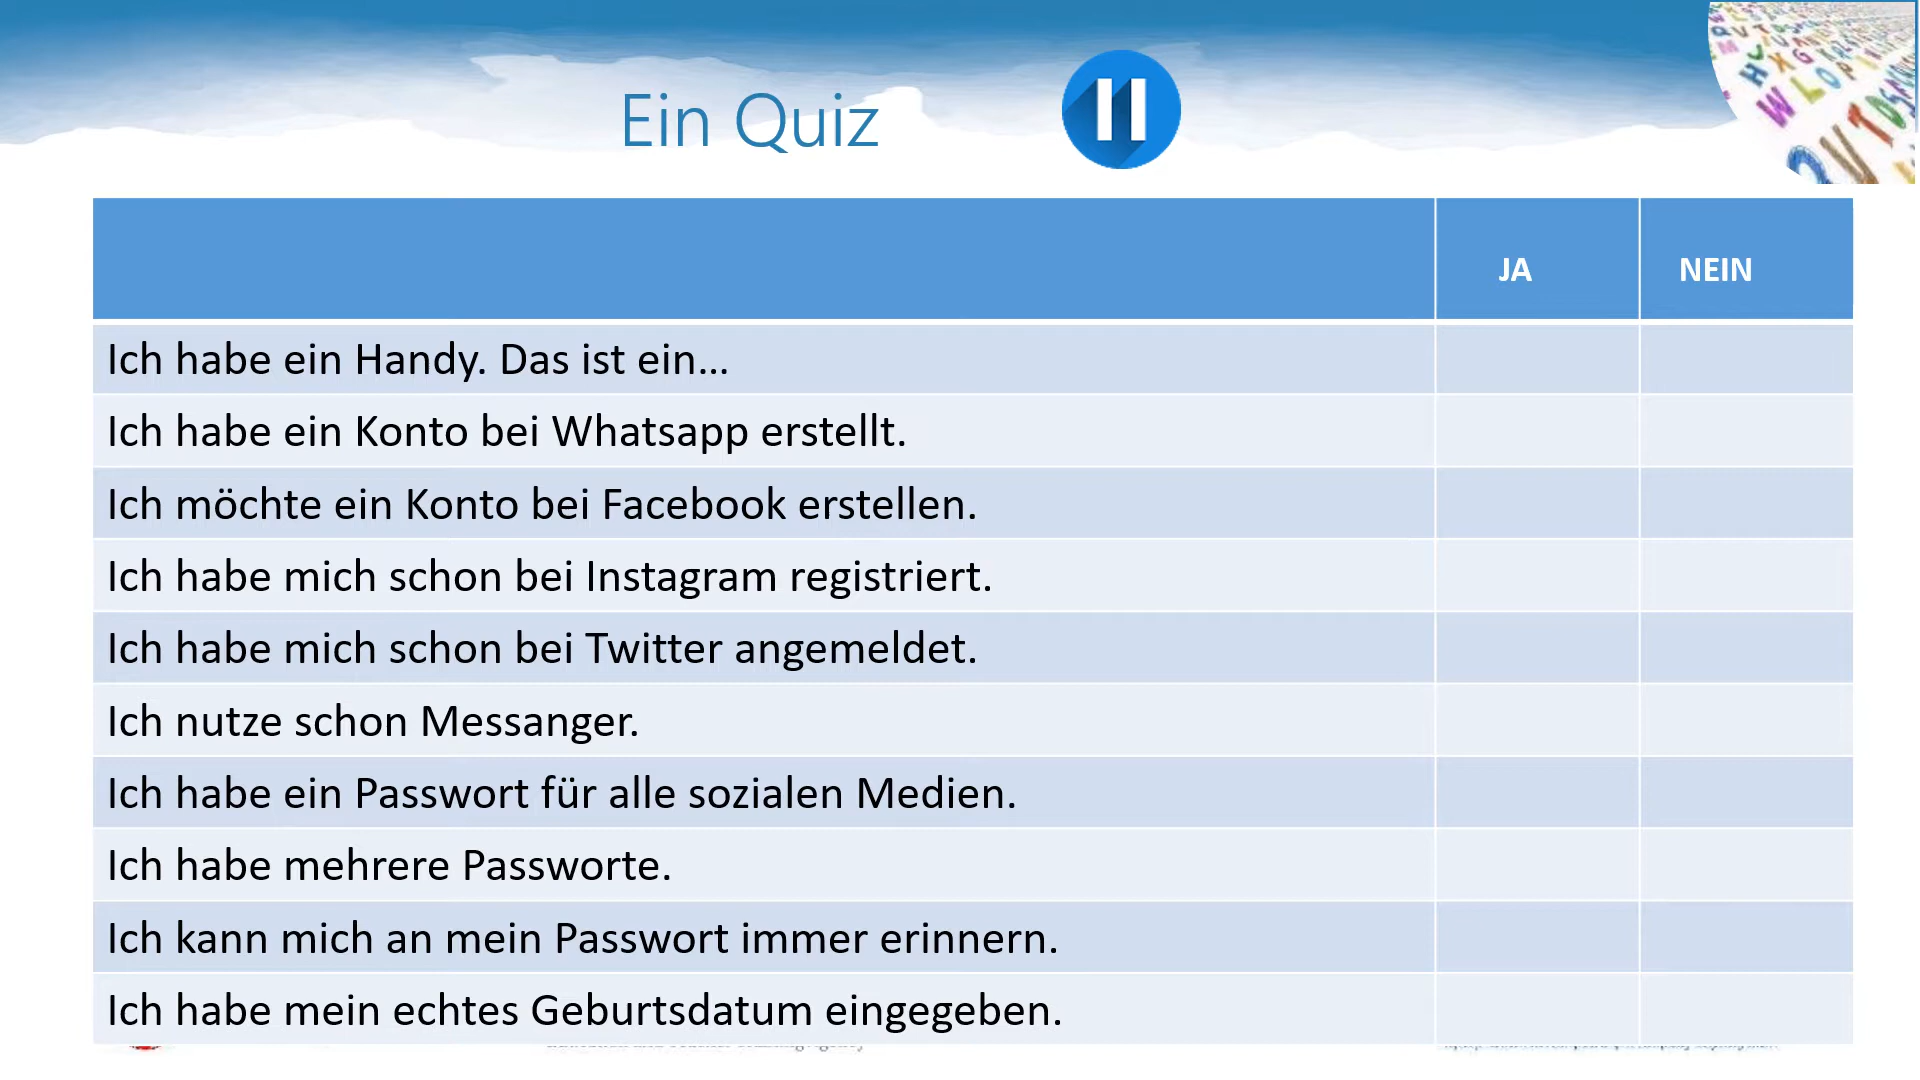 Ein Quiz
JA NEIN
Ich habe ein Handy. Das ist ein…
Ich habe ein Konto bei Whatsapp erstellt.
Ich möchte ein Konto bei Facebook erstellen.
Ich habe mich schon bei Instagram registriert.
Ich habe mich schon bei Twitter angemeldet.
Ich nutze schon Messanger.
Ich habe ein Passwort für alle sozialen Medien.
Ich habe mehrere Passworte.
Ich kann mich an mein Passwort immer erinnern.
Ich habe mein echtes Geburtsdatum eingegeben.